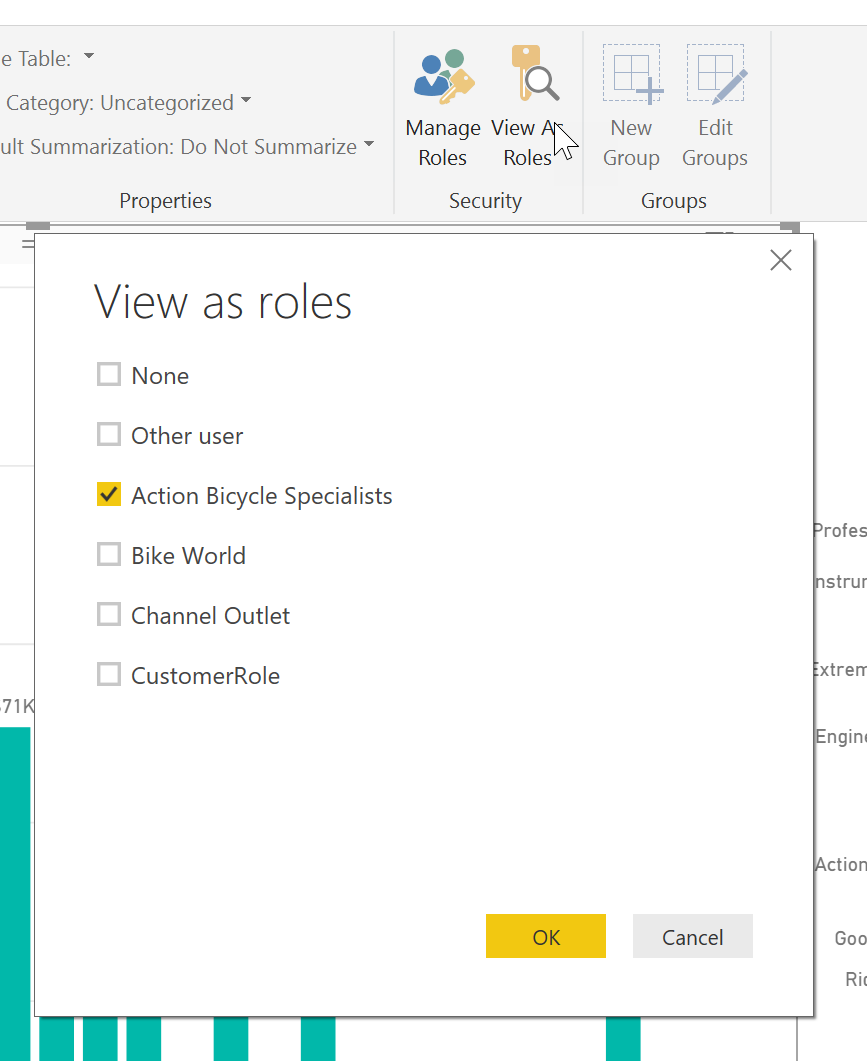 e Table:
Category: Uncategorized
ult Summarization: Do Not Summarize
Properties
Manage
Roles
View As
Roles
Security
New
Group
Edit
Groups
Groups
View as roles
None
Other user
Action Bicycle Specialists
Bike World
Channel Outlet
CustomerRole
OK
Cancel
71K
Profes
nstrur
Extrem
Engine
Action
Goo
Ric